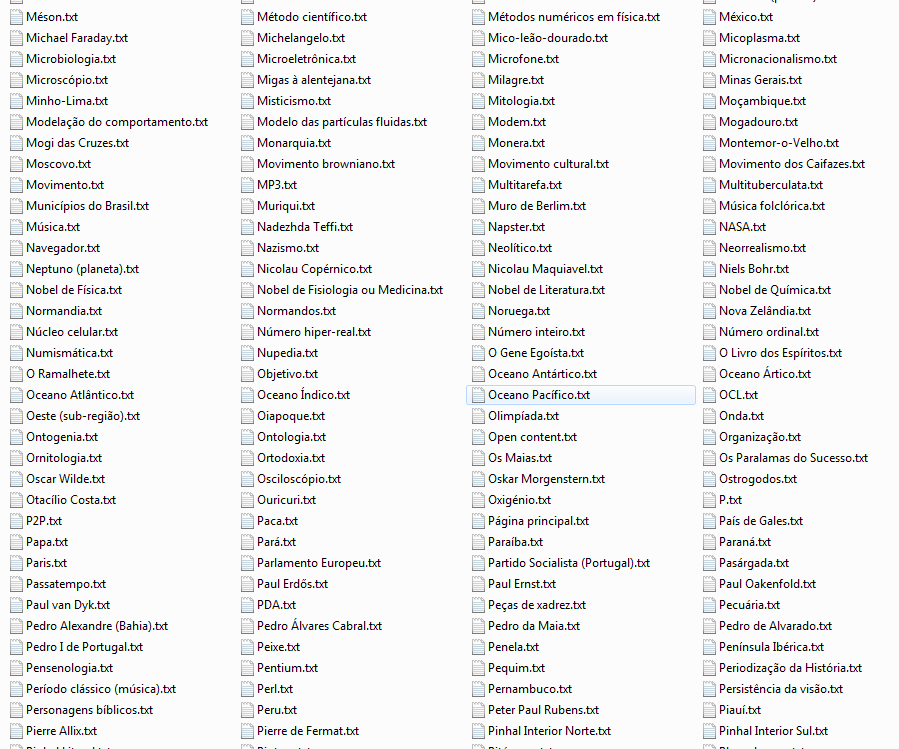 Méson.txt Método científico.txt Métodos numéricos em física.txt México.txt
Michael Faraday.txt Michelangelo.txt Mico-leão-dourado.txt Micoplasma.txt
Microbiologia.txt Microeletrônica.txt Microfone.txt Micronacionalismo.txt
Microscópio.txt Migas à alentejana.txt Milagre.txt Minas Gerais.txt
Minho-Lima.txt Misticismo.txt Mitologia.txt Moçambique.txt
Modelação do comportamento.txt Modelo das partículas fluidas.txt Modem.txt Mogadouro.txt
Mogi das Cruzes.txt Monarquia.txt Monera.txt Montemor-o-Velho.txt
Moscovo.txt Movimento browniano.txt Movimento cultural.txt Movimento dos Caifazes.txt
Movimento.txt MP3.txt Multitarefa.txt Multituberculata.txt
Municípios do Brasil.txt Muriqui.txt Muro de Berlim.txt Música folclórica.txt
Música.txt Nadezhda Teffi.txt Napster.txt NASA.txt
Navegador.txt Nazismo.txt Neolítico.txt Neorrealismo.txt
Neptuno (planeta).txt Nicolau Copérnico.txt Nicolau Maquiavel.txt Niels Bohr.txt
Nobel de Física.txt Nobel de Fisiologia ou Medicina.txt Nobel de Literatura.txt Nobel de Química.txt
Normandia.txt Normandos.txt Noruega.txt Nova Zelândia.txt
Núcleo celular.txt Número hiper-real.txt Número inteiro.txt Número ordinal.txt
Numismática.txt Nupedia.txt O Gene Egoísta.txt O Livro dos Espíritos.txt
O Ramalhete.txt Objetivo.txt Oceano Antártico.txt Oceano Ártico.txt
Oceano Atlântico.txt Oceano Índico.txt Oceano Pacífico.txt OCL.txt
Oeste (sub-região).txt Oiapoque.txt Olimpíada.txt Onda.txt
Ontogenia.txt Ontologia.txt Open content.txt Organização.txt
Ornitologia.txt Ortodoxia.txt Os Maias.txt Os Paralamas do Sucesso.txt
Oscar Wilde.txt Osciloscópio.txt Oskar Morgenstern.txt Ostrogodos.txt
Otacílio Costa.txt Ouricuri.txt Oxigénio.txt P.txt
P2P.txt Paca.txt Página principal.txt País de Gales.txt
Papa.txt Pará.txt Paraíba.txt Paraná.txt
Paris.txt Parlamento Europeu.txt Partido Socialista (Portugal).txt Pasárgada.txt
Passatempo.txt Paul Erdős.txt Paul Ernst.txt Paul Oakenfold.txt
Paul van Dyk.txt PDA.txt Peças de xadrez.txt Pecuária.txt
Pedro Alexandre (Bahia).txt Pedro Álvares Cabral.txt Pedro da Maia.txt Pedro de Alvarado.txt
Pedro I de Portugal.txt Peixe.txt Penela.txt Península Ibérica.txt
Pensenologia.txt Pentium.txt Pequim.txt Periodização da História.txt
Período clássico (música).txt Perl.txt Pernambuco.txt Persistência da visão.txt
Personagens bíblicos.txt Peru.txt Peter Paul Rubens.txt Piauí.txt
Pierre Allix.txt Pierre de Fermat.txt Pinhal Interior Norte.txt Pinhal Interior Sul.txt